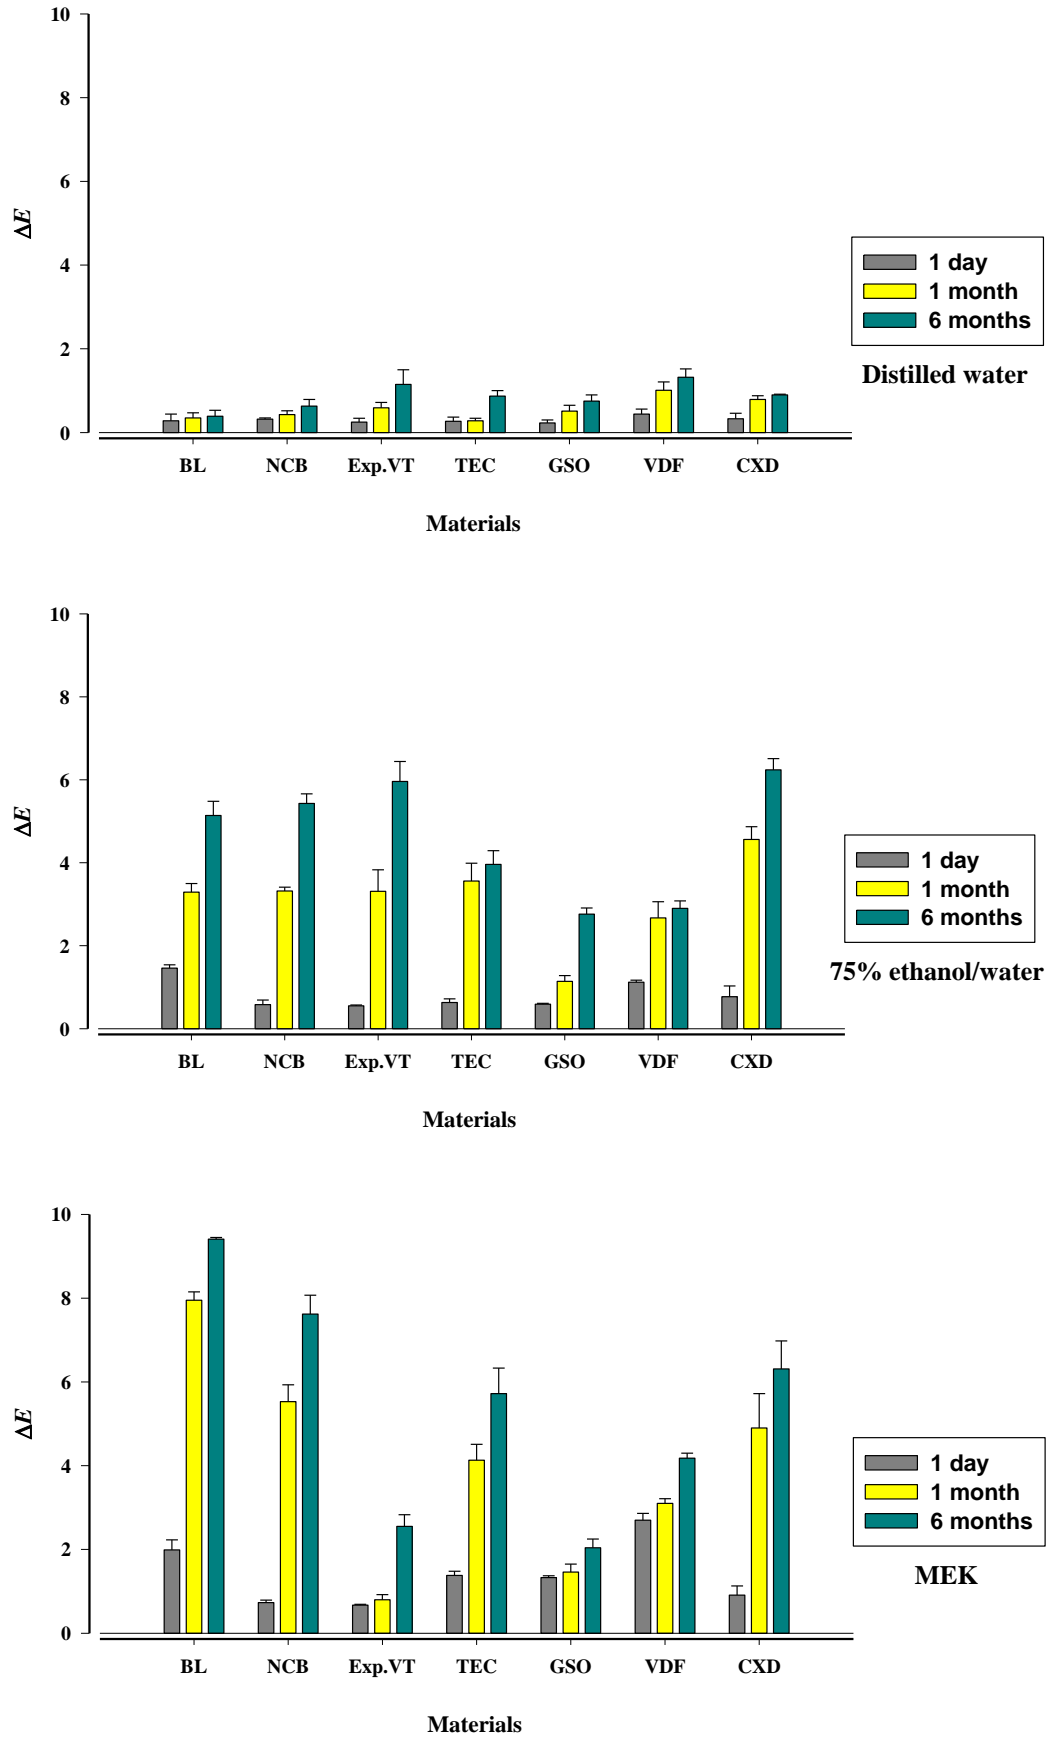 10
8
6
4
2
0
ΔE
BL NCB Exp.VT TEC GSO VDF CXD
Materials
1 day
1 month
6 months
Distilled water
10
8
6
4
2
0
ΔE
BL NCB Exp.VT TEC GSO VDF CXD
Materials
1 day
1 month
6 months
75% ethanol/water
10
8
6
4
2
0
ΔE
BL NCB Exp.VT TEC GSO VDF CXD
Materials
1 day
1 month
6 months
MEK